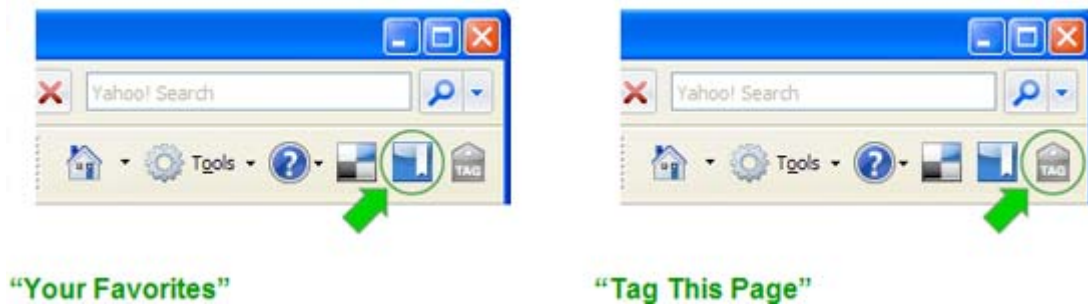 Yahoo! Search
Tools
TAG
“Your Favorites”
Yahoo! Search
Tools
TAG
“Tag This Page”